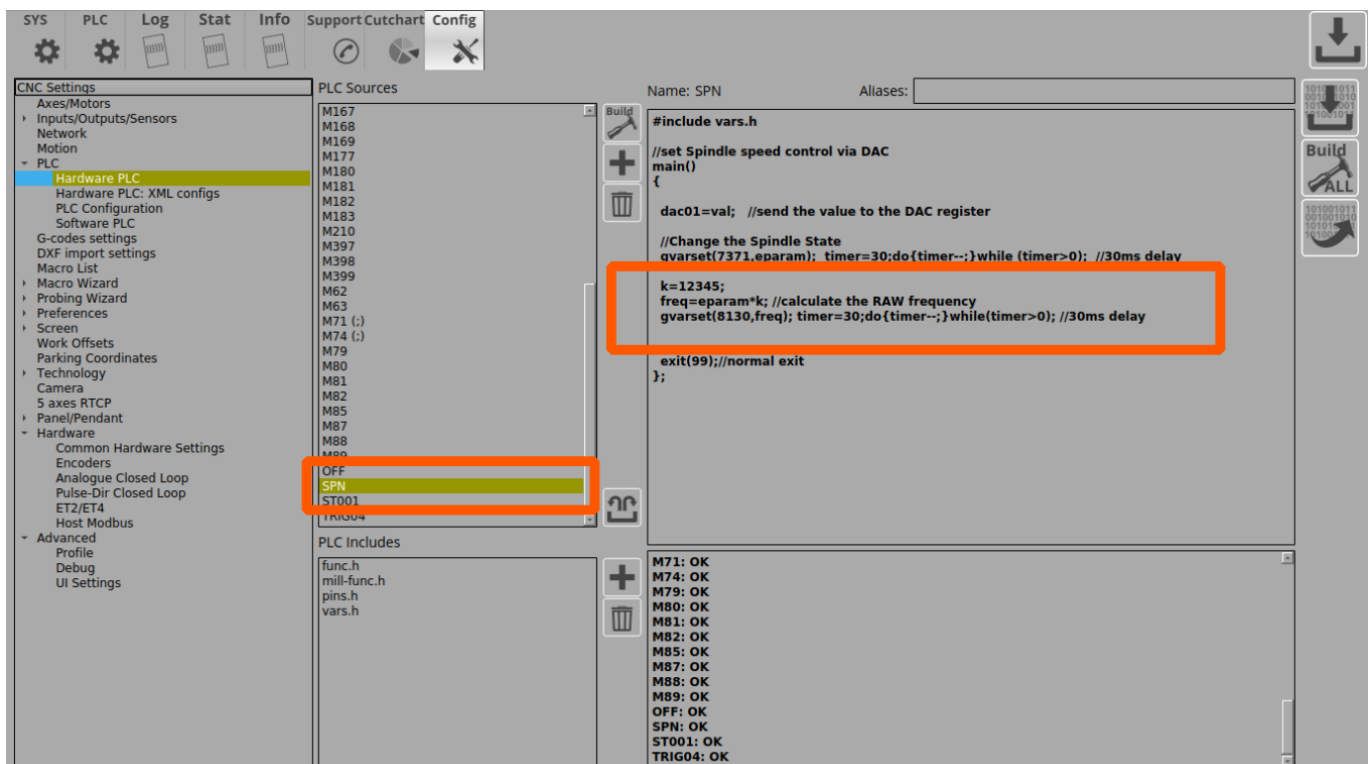 SYS PLC Log Stat Info Support Cutchart Config
CNC Settings
Axes/Motors
Inputs/Outputs/Sensors
Network
Motion
PLC
Hardware PLC
Hardware PLC: XML configs
PLC Configuration
Software PLC
G-codes settings
DXF import settings
Macro List
Macro Wizard
Probing Wizard
Preferences
Screen
Work Offsets
Parking Coordinates
Technology
Camera
5 axes RTCP
Panel/Pendant
Hardware
Common Hardware Settings
Encoders
Analogue Closed Loop
Pulse-Dir Closed Loop
ET2/ET4
Host Modbus
Advanced
Profile
Debug
UI Settings
PLC Sources
M167
M168
M169
M177
M180
M181
M182
M183
M210
M397
M398
M399
M62
M63
M71 (;)
M74 (;)
M79
M80
M81
M82
M85
M87
M88
M89
OFF
SPN
ST001
TRIG04
PLC Includes
func.h
mill-func.h
pins.h
vars.h
Build
Name: SPN
Aliases:
#include vars.h
//set Spindle speed control via DAC
main()
{
dac01=val; //send the value to the DAC register
//Change the Spindle State
gvarset(7371,eparam); timer=30;do{timer--;}while (timer>0); //30ms delay
k=12345;
freq=eparam*k; //calculate the RAW frequency
gvarset(8130,freq); timer=30;do{timer--;}while(timer>0); //30ms delay
exit(99);//normal exit
};
M71: OK
M74: OK
M79: OK
M80: OK
M81: OK
M82: OK
M85: OK
M87: OK
M88: OK
M89: OK
OFF: OK
SPN: OK
ST001: OK
TRIG04: OK
Build
ALL